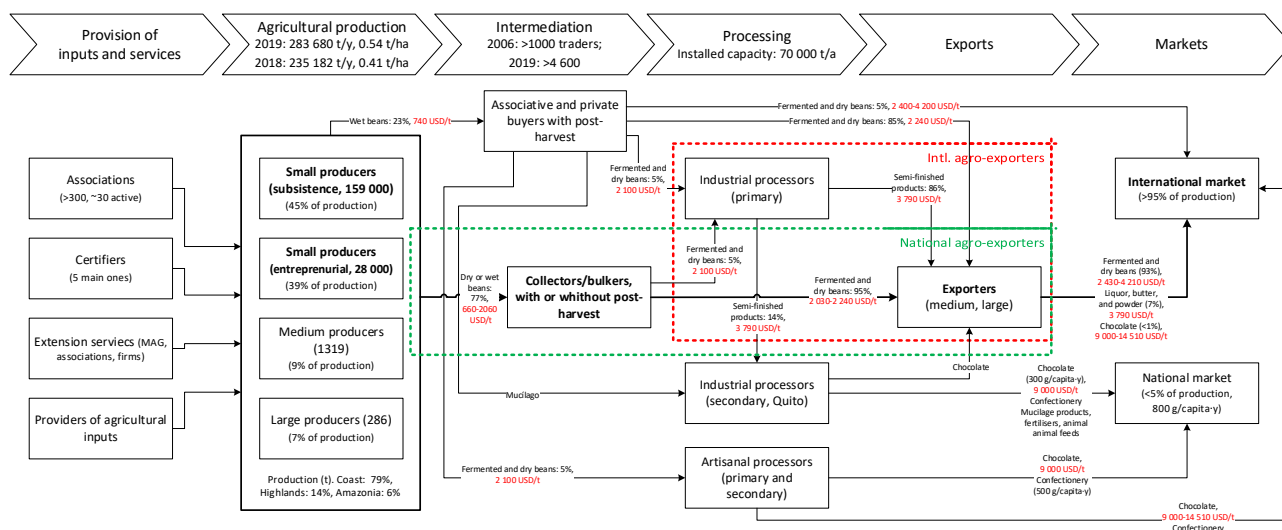 Provision of
inputs and services
Agricultural production
2019: 283 680 t/y, 0.54 t/ha
2018: 235 182 t/y, 0.41 t/ha
Intermediation
2006: >1000 traders;
2019: >4 600
Processing
Installed capacity: 70 000 t/a
Exports
Markets
Associations
(>300, ~30 active)
Certifiers
(5 main ones)
Extension serviecs (MAG,
associations, firms)
Providers of agricultural
inputs
Small producers
(subsistence, 159 000)
(45% of production)
Small producers
(entreprenurial, 28 000)
(39% of production)
Medium producers
(1319)
(9% of production)
Large producers (286)
(7% of production)
Production (t). Coast: 79%,
Highlands: 14%, Amazonia: 6%
Wet beans: 23%, 740 USD/t
Associative and private
buyers with post-
harvest
Dry or wet
beans:
77%,
660-2060
USD/t
Collectors/bulkers,
with or whithout post-
harvest
Mucilago
Fermented and dry beans: 5%,
2 100 USD/t
Fermented and dry beans: 5%, 2 400-4 200 USD/t
Fermented and dry beans: 85%, 2 240 USD/t
Fermented and
dry beans: 5%,
2 100 USD/t
Fermented and
dry beans: 5%,
2 100 USD/t
Intl. agro-exporters
Industrial processors
(primary)
Semi-finished
products: 86%,
3 790 USD/t
National agro-exporters
Fermented and
dry beans: 95%,
2 030-2 240 USD/t
Semi-finished
products: 14%,
3 790 USD/t
Exporters
(medium, large)
Chocolate
Industrial processors
(secondary, Quito)
Artisanal processors
(primary and
secondary)
International market
(>95% of production)
Fermented and
dry beans (93%),
2 430-4 210 USD/t
Liquor, butter,
and powder (7%),
3 790 USD/t
Chocolate (<1%),
9 000-14 510 USD/t
Chocolate
(300 g/capita·y),
9 000 USD/t
Confectionery
Mucilage products,
fertilisers, animal
animal feeds
National market
(<5% of production,
800 g/capita·y)
Chocolate,
9 000 USD/t
Confectionery
(500 g/capita·y)
Chocolate,
9 000-14 510 USD/t
Confectionery